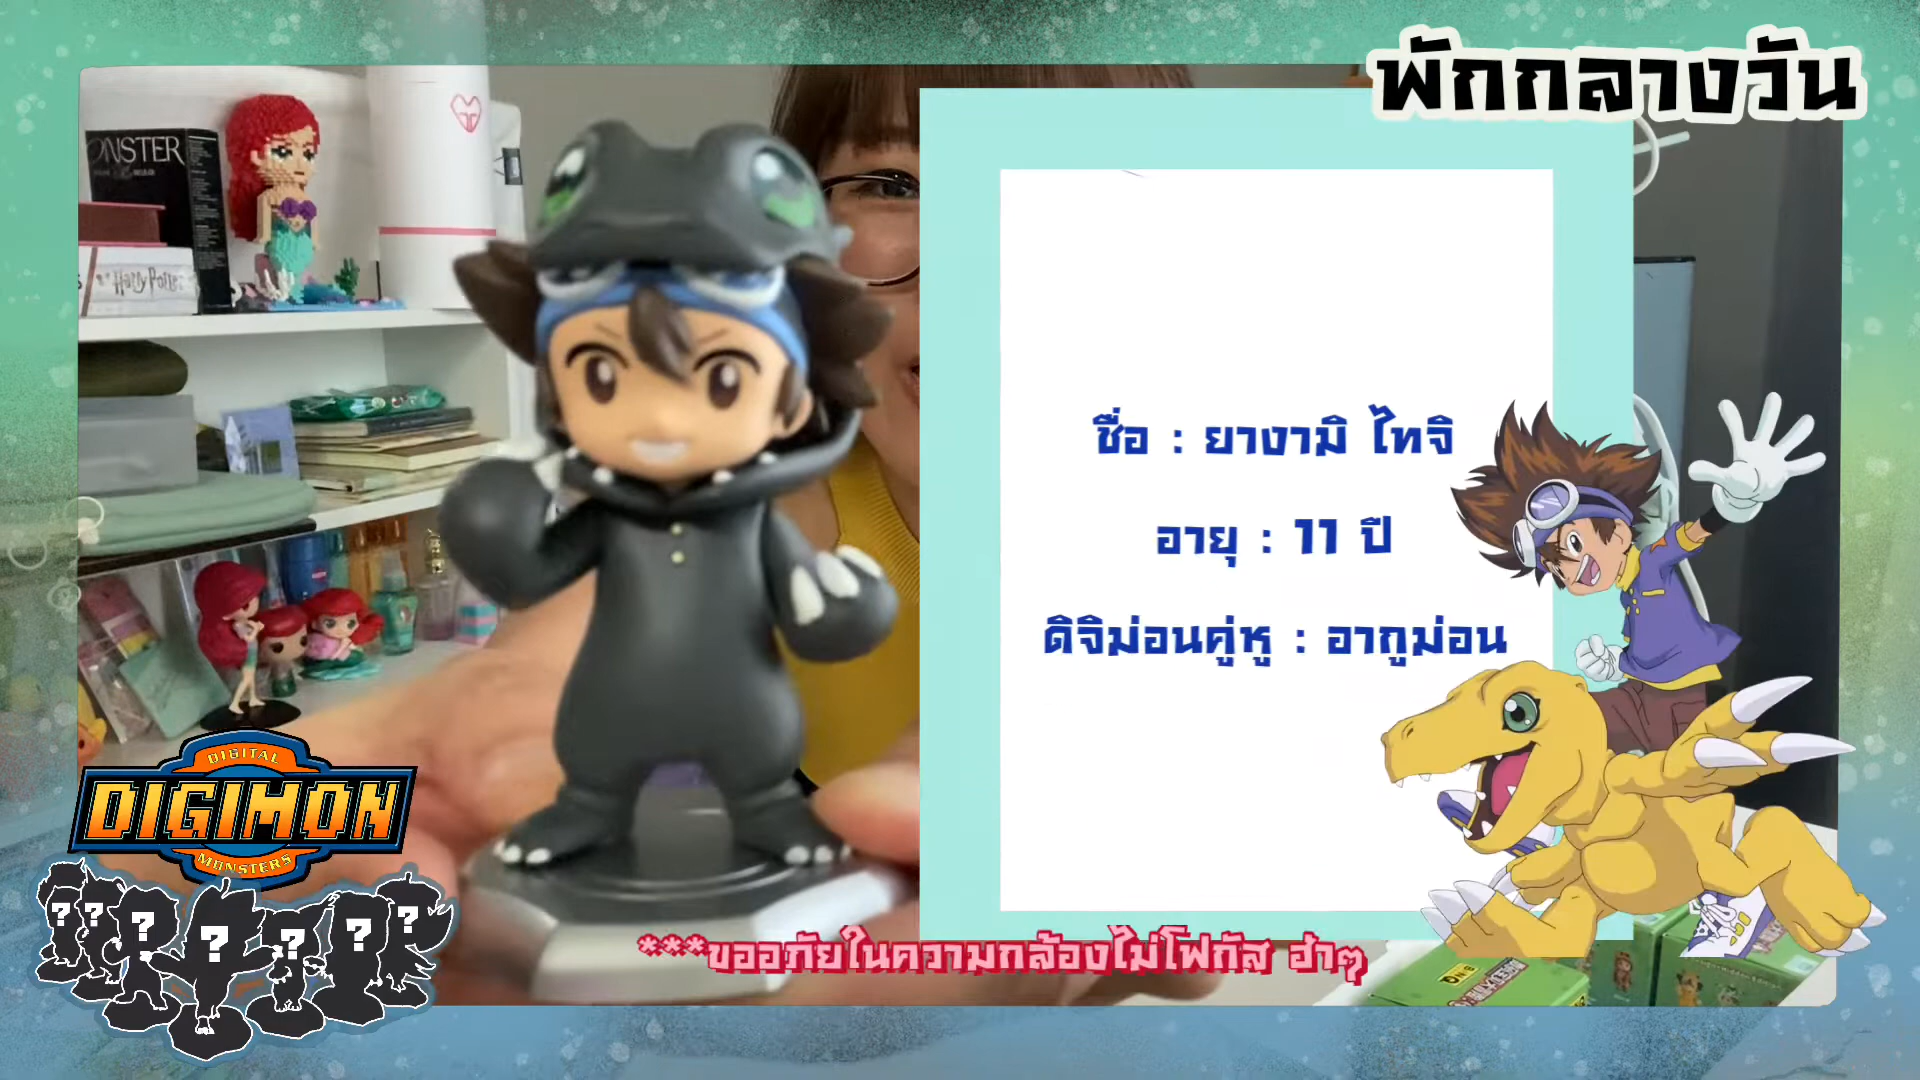 พักกลางวัน
ONSTER
Harry Potter
ชื่อ : ยางามิ ไทจิ
อายุ : 11 ปี
ดิจิม่อนคู่หู : อากูม่อน
DIGITAL
DIGIMON
MONSTERS
? ? ? ? ? ? ?
***ขออภัยในความกล้องไม่โฟกัส ฮ่าๆ